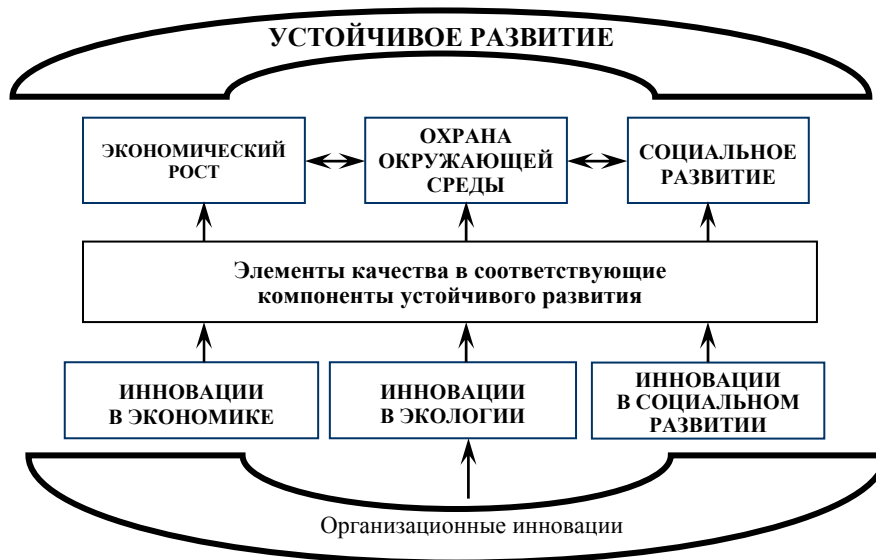 УСТОЙЧИВОЕ РАЗВИТИЕ
ЭКОНОМИЧЕСКИЙ
РОСТ
ОХРАНА
ОКРУЖАЮЩЕЙ
СРЕДЫ
СОЦИАЛЬНОЕ
РАЗВИТИЕ
Элементы качества в соответствующие
компоненты устойчивого развития
ИННОВАЦИИ
В ЭКОНОМИКЕ
ИННОВАЦИИ
В ЭКОЛОГИИ
ИННОВАЦИИ
В СОЦИАЛЬНОМ
РАЗВИТИИ
Организационные инновации